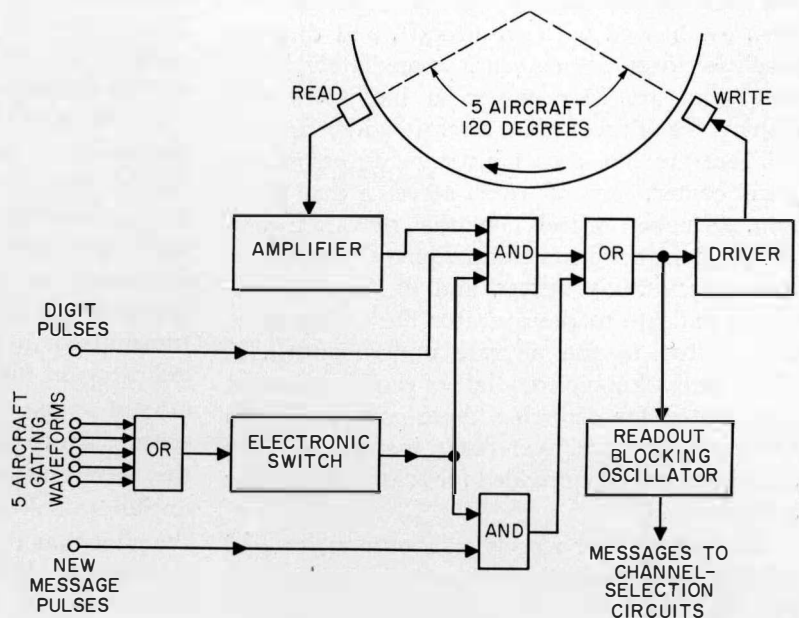 READ
WRITE
5 AIRCRAFT
120 DEGREES
AMPLIFIER
AND
OR
DRIVER
DIGIT
PULSES
5 AIRCRAFT
GATING
WAVEFORMS
OR
ELECTRONIC
SWITCH
READOUT
BLOCKING
OSCILLATOR
AND
NEW
MESSAGE
PULSES
MESSAGES TO
CHANNEL-
SELECTION
CIRCUITS